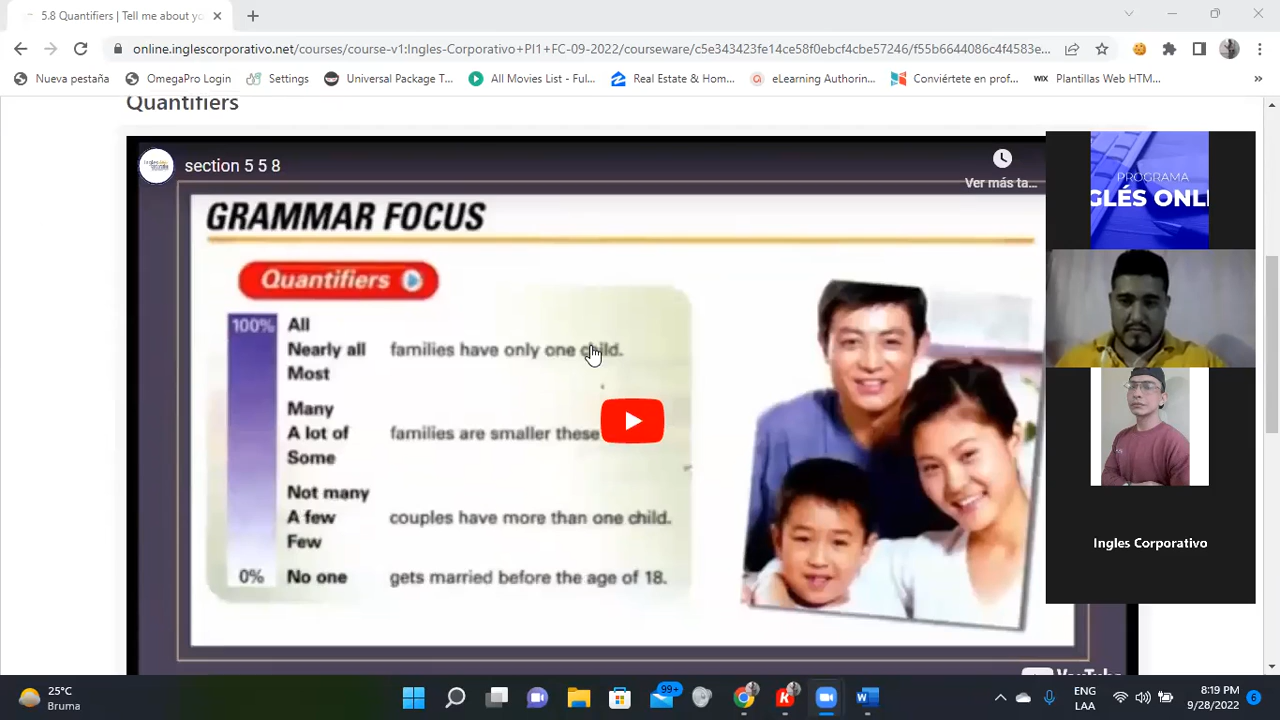 5.8 Quantifiers | Tell me about yo
online.inglescorporativo.net/courses/course-v1:Ingles-Corporativo+PI1+FC-09-2022/courseware/c5e343423fe14ce58f0ebcf4cbe57246/f55b6644086c4f4583e...
Nueva pestaña
OmegaPro Login
Settings
Universal Package T...
All Movies List - Ful...
Real Estate & Hom...
eLearning Authorin...
Conviértete en prof...
WIX Plantillas Web HTM...
»
Quantifiers
section 5 5 8
Ver más ta...
GRAMMAR FOCUS
Quantifiers
100% All
Nearly all families have only one child.
Most
Many
A lot of families are smaller these
Some
Not many
A few couples have more than one child.
Few
0% No one gets married before the age of 18.
PROGRAMA
GLÉS ONLI
Ingles Corporativo
YouTube
25°C
Bruma
99+
ENG
LAA
8:19 PM
9/28/2022
6